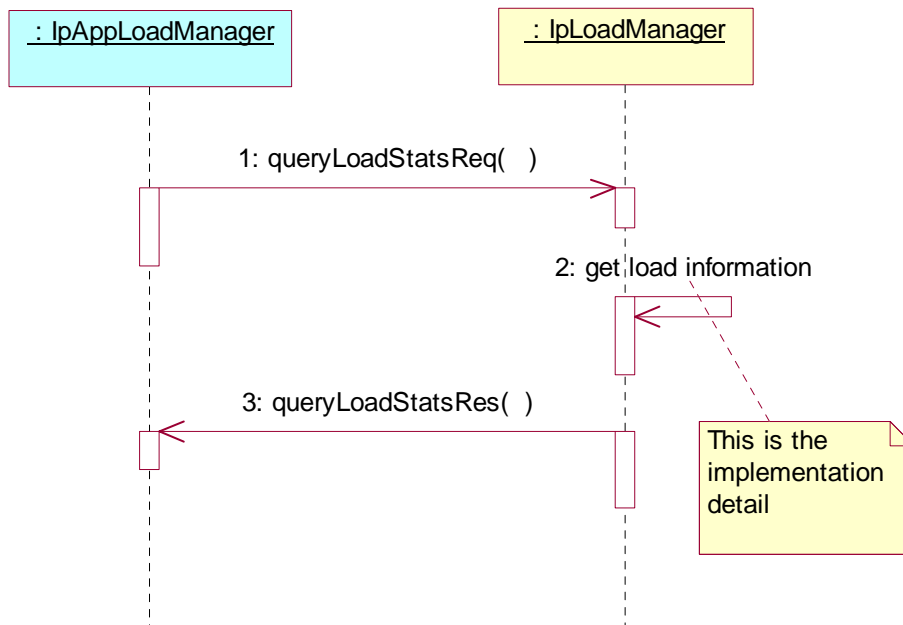 : IpAppLoadManager
: IpLoadManager
1: queryLoadStatsReq(  )
2: get load information
3: queryLoadStatsRes(  )
This is the
implementation
detail